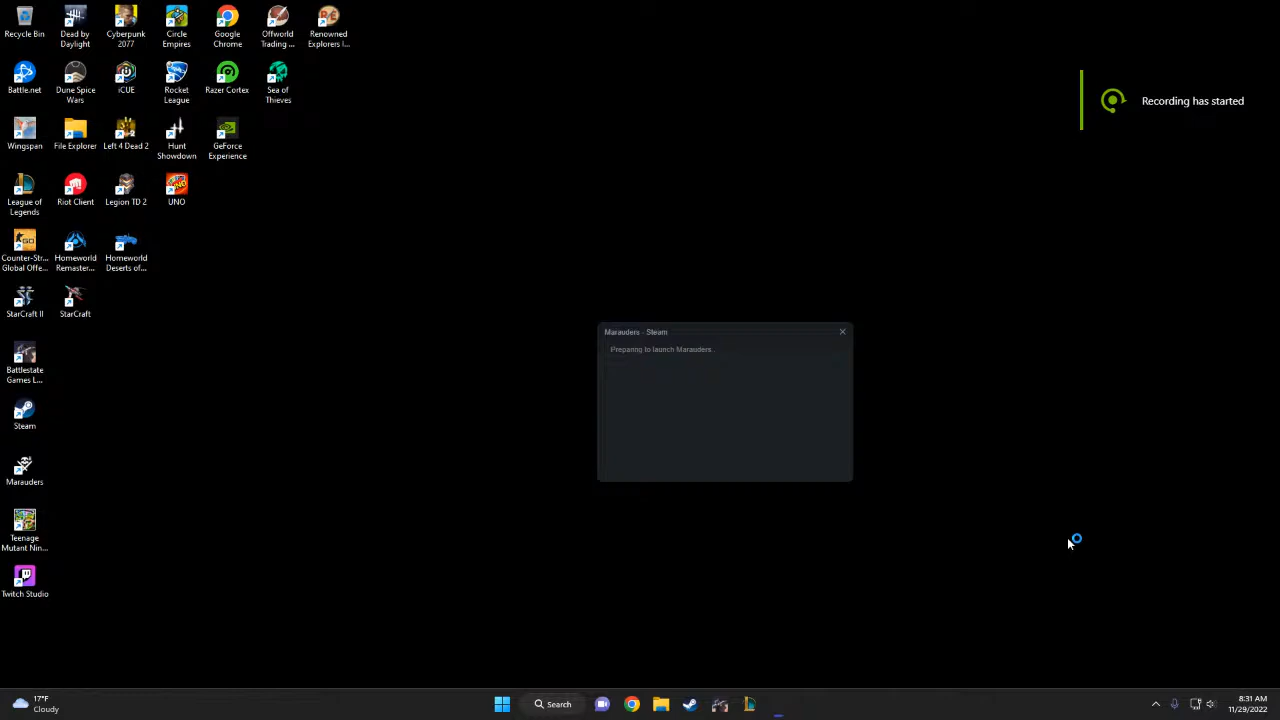 Recycle Bin
Dead by
Daylight
Cyberpunk
2077
Circle
Empires
Google
Chrome
Offworld
Trading ...
Renowned
Explorers I...
Battle.net
Dune Spice
Wars
iCUE
Rocket
League
Razer Cortex
Sea of
Thieves
Recording has started
Wingspan
File Explorer
Left 4 Dead 2
Hunt
Showdown
GeForce
Experience
League of
Legends
Riot Client
Legion TD 2
UNO
Counter-Str...
Global Offe...
Homeworld
Remaster...
Homeworld
Deserts of...
StarCraft II
StarCraft
Battlestate
Games L...
Steam
Marauders
Teenage
Mutant Nin...
Twitch Studio
Marauders - Steam
Preparing to launch Marauders..
17°F
Cloudy
Search
8:31 AM
11/29/2022